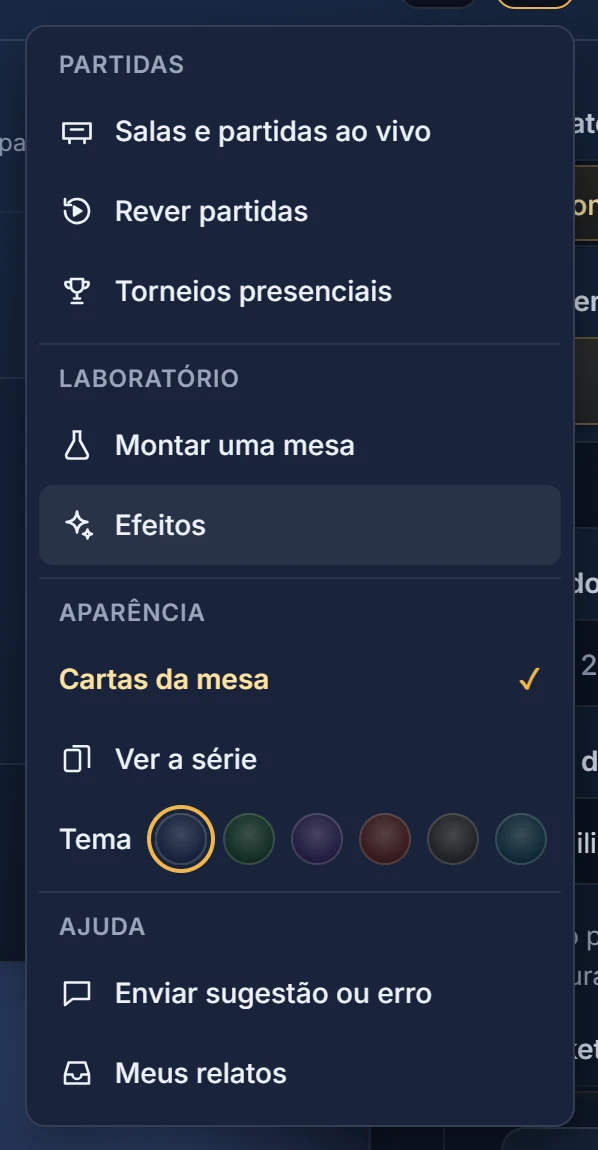 PARTIDAS
Salas e partidas ao vivo
Rever partidas
Torneios presenciais
LABORATÓRIO
Montar uma mesa
Efeitos
APARÊNCIA
Cartas da mesa ✓
Ver a série
Tema
AJUDA
Enviar sugestão ou erro
Meus relatos